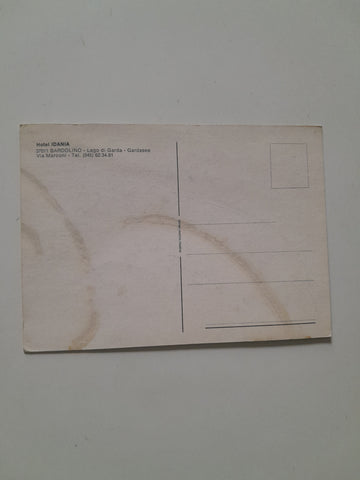 Hotel IDANIA
37011 BARDOLINO - Lago di Garda - Gardasee
Via Marconi - Tel. (045) 62.34.91